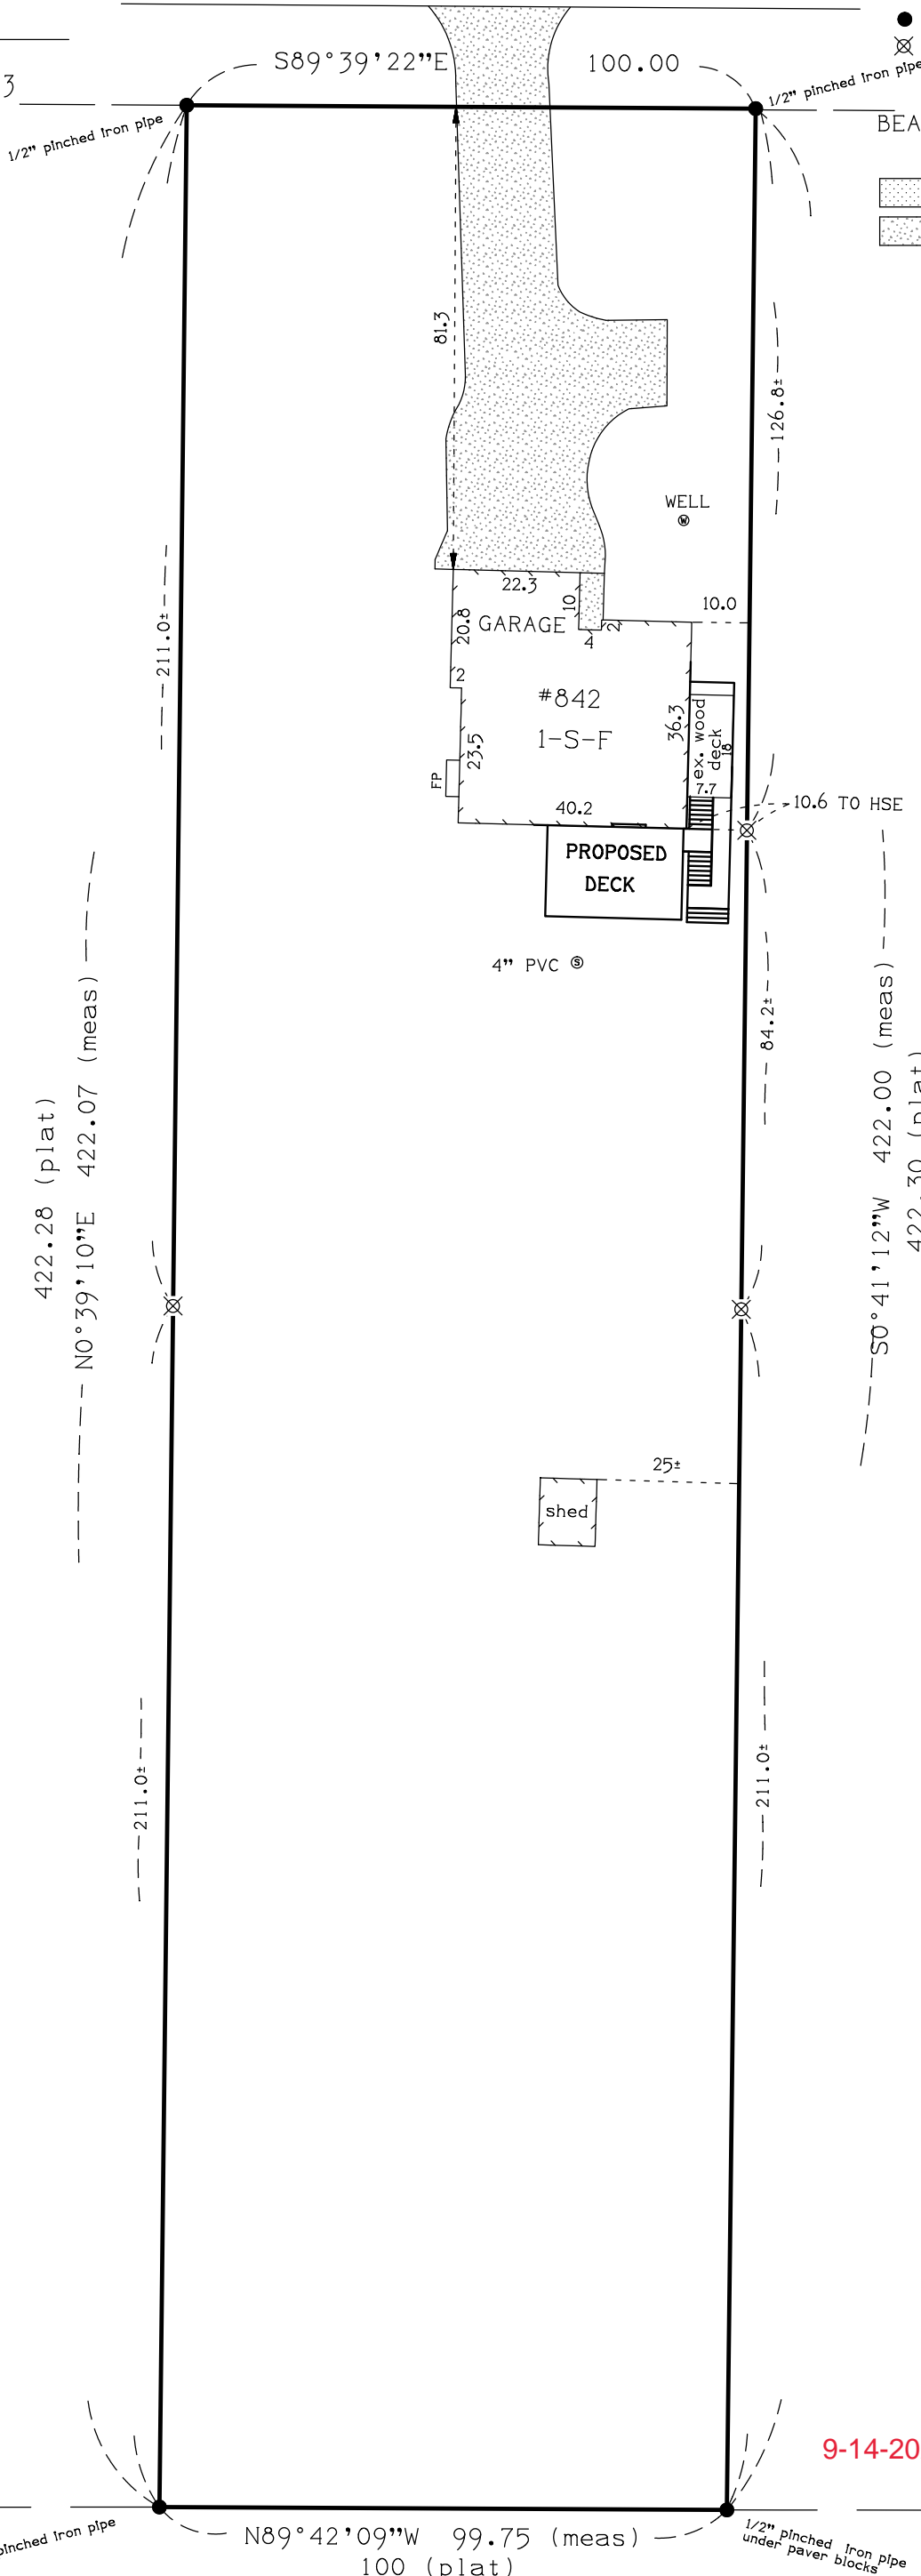 S89°39'22"E 100.00
3
1/2" pinched iron pipe
1/2" pinched iron pipe
BEA
81.3
126.8±
WELL
W
22.3
10
10.0
GARAGE
20.8
4
2
211.0±
2
#842
1-S-F
36.3
ex. wood
deck
18
23.5
FP
7.7
40.2
10.6 TO HSE
PROPOSED
DECK
4" PVC S
84.2±
422.28 (plat)
N0°39'10"E 422.07 (meas)
S0°41'12"W 422.00 (meas)
422.30 (plat)
25±
shed
211.0±
211.0±
9-14-20
pinched iron pipe
N89°42'09"W 99.75 (meas)
100 (plat)
1/2" pinched iron pipe
under paver blocks